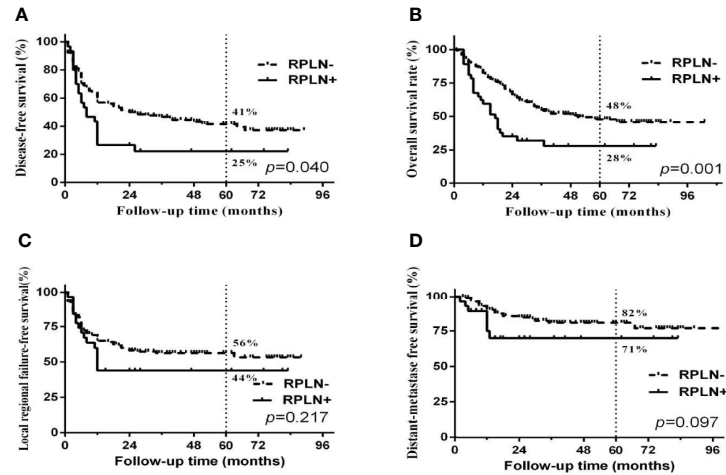 A
Disease-free survival (%)
100
80
60
40
20
0
RPLN-
RPLN+
41%
25%
p=0.040
0 24 48 60 72 96
Follow-up time (months)
B
Overall survival rate (%)
100
75
50
25
0
RPLN-
RPLN+
48%
28%
p=0.001
0 24 48 60 72 96
Follow-up time (months)
C
Local regional failure-free survival(%)
100
75
50
25
0
56%
44%
RPLN-
RPLN+
p=0.217
0 24 48 60 72 96
Follow-up time (months)
D
Distant-metastase free survival (%)
100
75
50
25
0
82%
71%
RPLN-
RPLN+
p=0.097
0 24 48 60 72 96
Follow-up time (months)